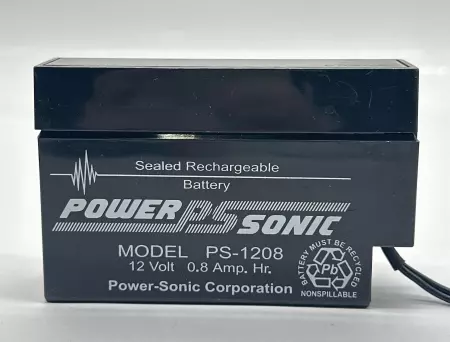 Sealed Rechargeable
Battery
POWER PS SONIC
MODEL PS-1208
12 Volt 0.8 Amp. Hr.
Power-Sonic Corporation
BATTERY MUST BE RECYCLED
Pb
NONSPILLABLE